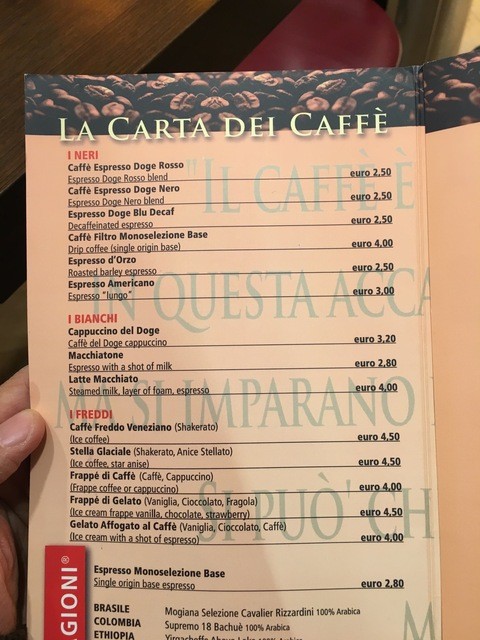 LA CARTA DEI CAFFÈ
I NERI
Caffè Espresso Doge Rosso
Espresso Doge Rosso blend euro 2,50
Caffè Espresso Doge Nero
Espresso Doge Nero blend euro 2,50
Espresso Doge Blu Decaf
Decaffeinated espresso euro 2,50
Caffè Filtro Monoselezione Base
Drip coffee (single origin base) euro 4,00
Espresso d'Orzo
Roasted barley espresso euro 2,50
Espresso Americano
Espresso "lungo" euro 3,00
I BIANCHI
Cappuccino del Doge
Caffè del Doge cappuccino euro 3,20
Macchiatone
Espresso with a shot of milk euro 2,80
Latte Macchiato
Steamed milk, layer of foam, espresso euro 4,00
I FREDDI
Caffè Freddo Veneziano (Shakerato)
(Ice coffee) euro 4,50
Stella Glaciale (Shakerato, Anice Stellato)
(Ice coffee, star anise) euro 4,50
Frappé di Caffè (Caffè, Cappuccino)
(Frappe coffee or cappuccino) euro 4,00
Frappé di Gelato (Vaniglia, Cioccolato, Fragola)
(Ice cream frappe vanilla, chocolate, strawberry) euro 4,50
Gelato Affogato al Caffè (Vaniglia, Cioccolato, Caffè)
(Ice cream with a shot of espresso) euro 4,00
Espresso Monoselezione Base
Single origin base espresso euro 2,80
BRASILE Mogiana Selezione Cavalier Rizzardini 100% Arabica
COLOMBIA Supremo 18 Bachuè 100% Arabica
ETHIOPIA
"IL CAFFÈ È
IN QUESTA ACCA
SI IMPARANO
SI PUÒ' CH
M
GIONI®